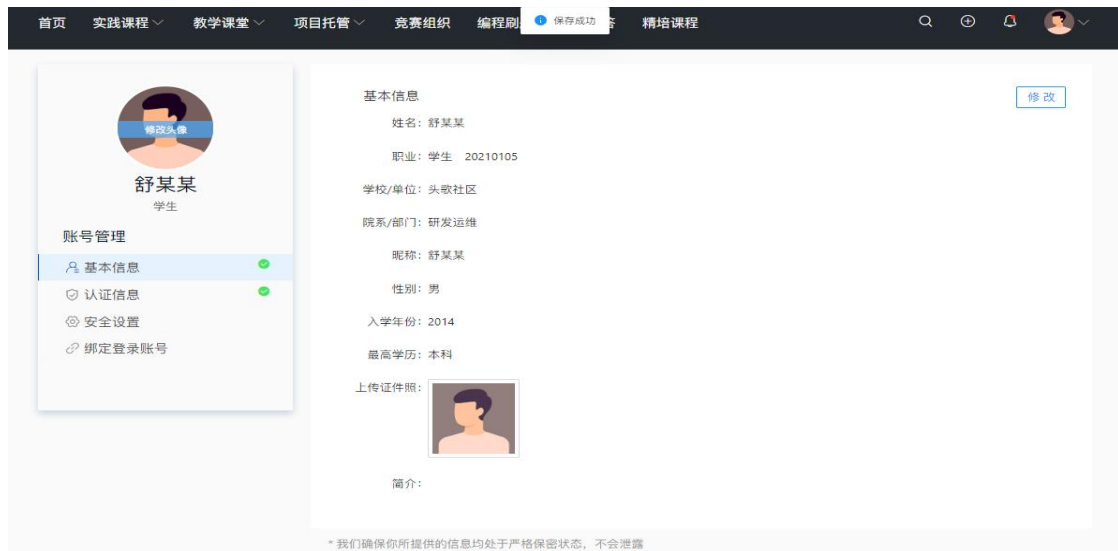 首页 实践课程 教学课堂 项目托管 竞赛组织 编程刷 保存成功 精培课程
修改头像
舒某某
学生
账号管理
基本信息
认证信息
安全设置
绑定登录账号
基本信息 修改
姓名：舒某某
职业：学生 20210105
学校/单位：头歌社区
院系/部门：研发运维
昵称：舒某某
性别：男
入学年份：2014
最高学历：本科
上传证件照：
简介：
* 我们确保你所提供的信息均处于严格保密状态，不会泄露